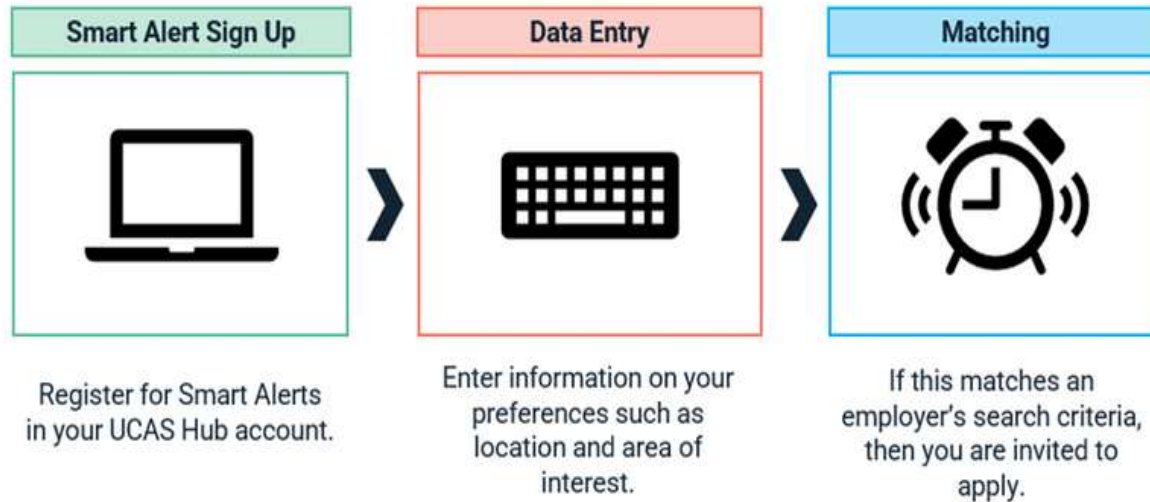 Smart Alert Sign Up
Data Entry
Matching
Register for Smart Alerts
in your UCAS Hub account.
Enter information on your
preferences such as
location and area of
interest.
If this matches an
employer's search criteria,
then you are invited to
apply.